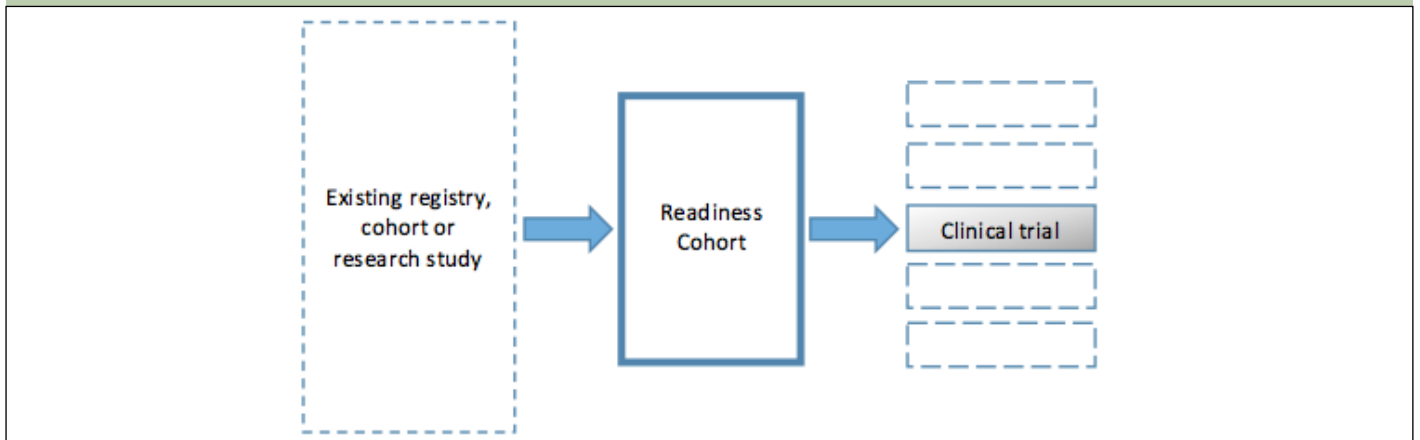 Existing registry,
cohort or
research study
Readiness
Cohort
Clinical trial